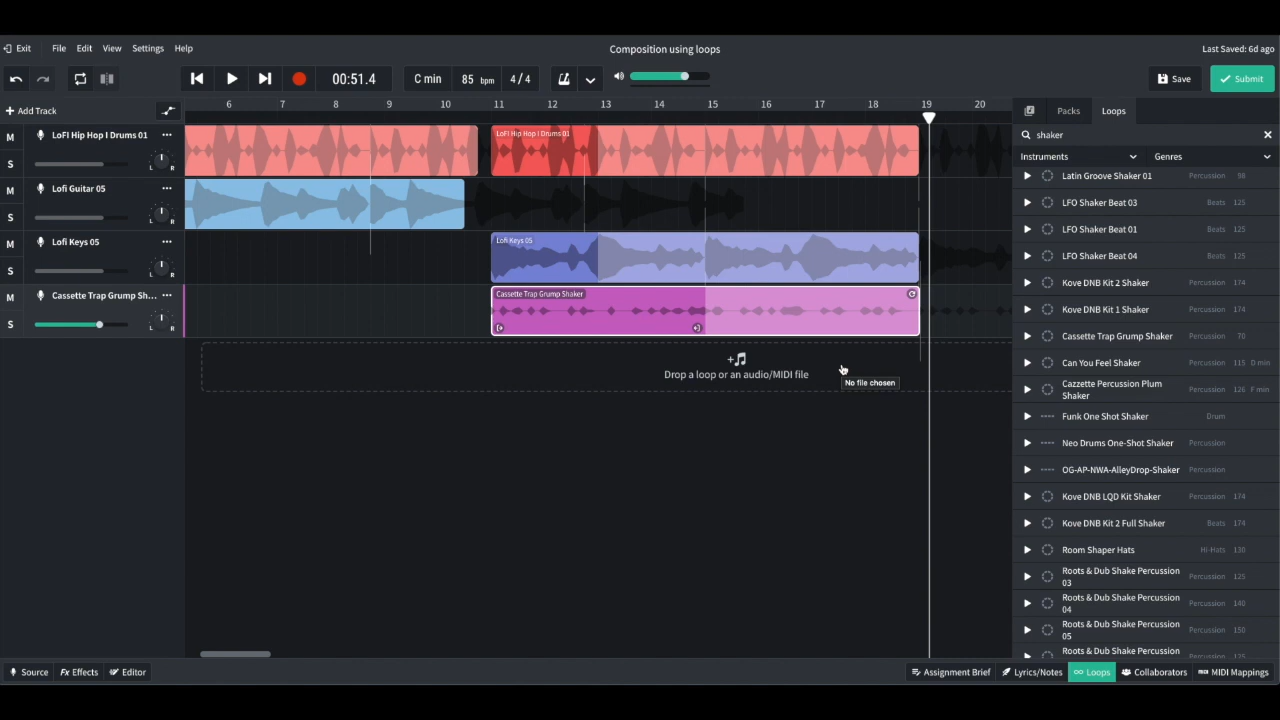 Exit File Edit View Settings Help Composition using loops Last Saved: 6d ago
00:51.4 C min 85 bpm 4 / 4 Save Submit
+ Add Track 6 7 8 9 10 11 12 13 14 15 16 17 18 19 20 Packs Loops
M LoFI Hip Hop I Drums 01 ••• LoFI Hip Hop I Drums 01 shaker
S L R Instruments Genres
M Lofi Guitar 05 ••• Latin Groove Shaker 01 Percussion 98
S L R LFO Shaker Beat 03 Beats 125
LFO Shaker Beat 01 Beats 125
M Lofi Keys 05 ••• Lofi Keys 05 LFO Shaker Beat 04 Beats 125
S L R Kove DNB Kit 2 Shaker Percussion 174
M Cassette Trap Grump Sh... ••• Cassette Trap Grump Shaker Kove DNB Kit 1 Shaker Percussion 174
S L R Cassette Trap Grump Shaker Percussion 70
Can You Feel Shaker Percussion 115 D min
Drop a loop or an audio/MIDI file
No file chosen
Cazzette Percussion Plum Percussion 126 F min
Shaker
Funk One Shot Shaker Drum
Neo Drums One-Shot Shaker Percussion
OG-AP-NWA-AlleyDrop-Shaker Percussion
Kove DNB LQD Kit Shaker Percussion 174
Kove DNB Kit 2 Full Shaker Beats 174
Room Shaper Hats Hi-Hats 130
Roots & Dub Shake Percussion Percussion 125
03
Roots & Dub Shake Percussion Percussion 140
04
Roots & Dub Shake Percussion Percussion 150
05
Roots & Dub Shake Percussion Percussion 125
Source Fx Effects Editor Assignment Brief Lyrics/Notes Loops Collaborators MIDI Mappings